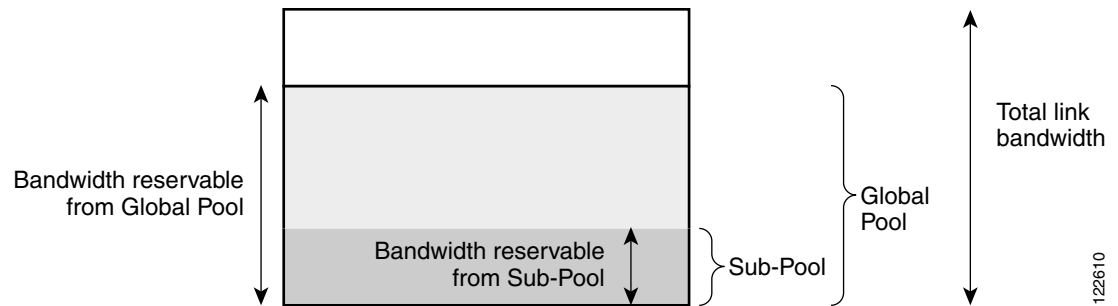 Total link
bandwidth
Bandwidth reservable
from Global Pool
Global
Pool
Bandwidth reservable
from Sub-Pool
Sub-Pool
122610